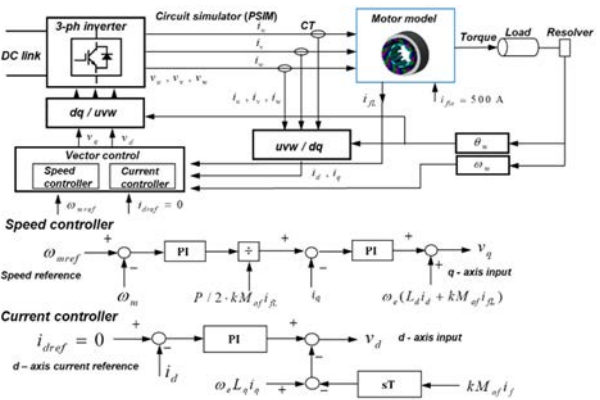 Circuit simulator (PSIM)
3-ph inverter
DC link
i_u
i_v
i_w
CT
Motor model
Torque
Load
Resolver
v_u , v_v , v_w
i_u , i_v , i_w
i_fL
i_fLo = 500 A
dq / uvw
uvw / dq
θ_m
ω_m
v_q
v_d
Vector control
Speed controller
Current controller
i_d , i_q
ω_mref
i_dref = 0
Speed controller
ω_mref
+
−
PI
÷
+
−
PI
+
+
v_q
Speed reference
q - axis input
ω_m
P / 2 · kM_af i_fL
i_q
ω_e(L_d i_d + kM_af i_fL)
Current controller
i_dref = 0
+
−
PI
+
−
v_d
d - axis input
d – axis current reference
i_d
ω_e L_q i_q
+
−
sT
kM_af i_f